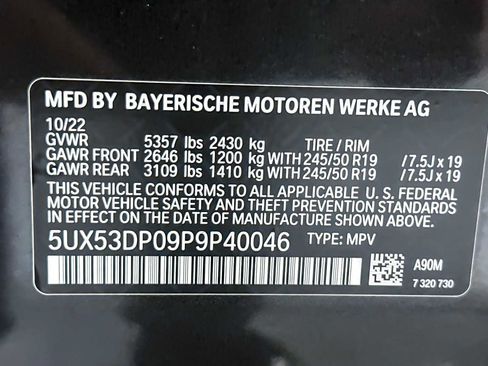 MFD BY BAYERISCHE MOTOREN WERKE AG
10/22
GVWR 5357 lbs 2430 kg TIRE / RIM
GAWR FRONT 2646 lbs 1200 kg WITH 245/50 R19 / 7.5J x 19
GAWR REAR 3109 lbs 1410 kg WITH 245/50 R19 / 7.5J x 19
THIS VEHICLE CONFORMS TO ALL APPLICABLE U. S. FEDERAL
MOTOR VEHICLE SAFETY AND THEFT PREVENTION STANDARDS
IN EFFECT ON THE DATE OF MANUFACTURE SHOWN ABOVE.
5UX53DP09P9P40046 TYPE: MPV
A90M
7 320 730